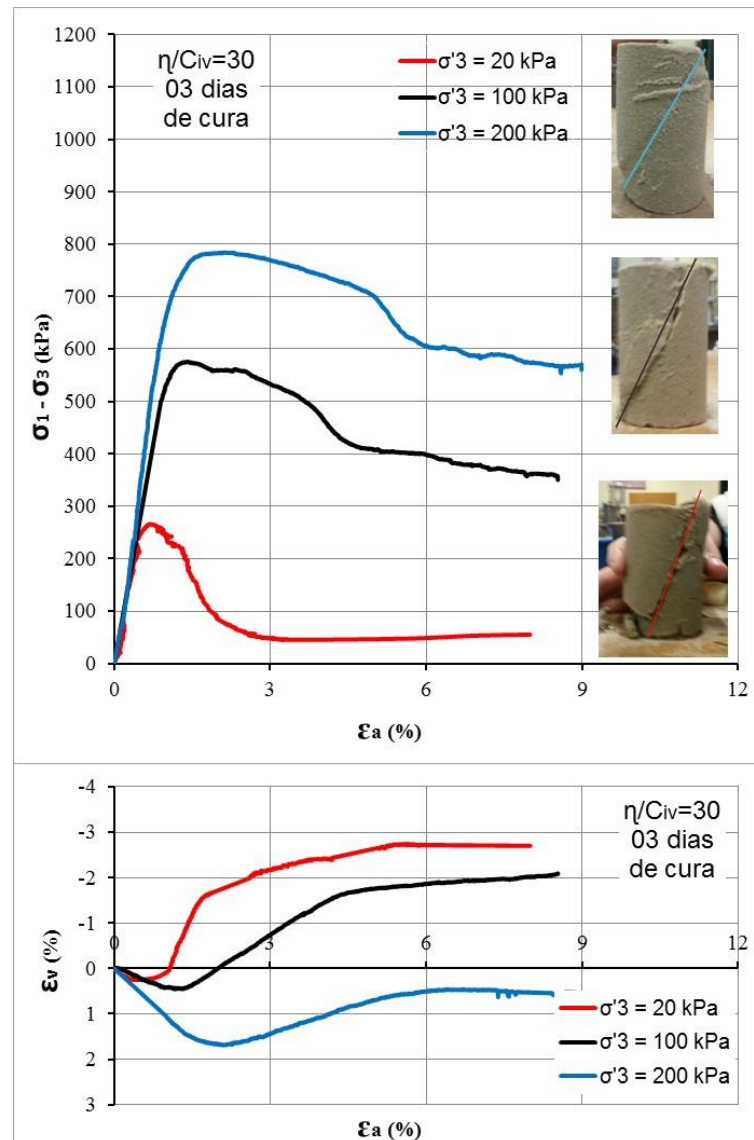 1200
1100
1000
900
800
700
600
500
400
300
200
100
0
σ1 - σ3 (kPa)
η/Civ=30
03 dias
de cura
σ'3 = 20 kPa
σ'3 = 100 kPa
σ'3 = 200 kPa
0 3 6 9 12
εa (%)
-4
-3
-2
-1
0
1
2
3
εv (%)
η/Civ=30
03 dias
de cura
0 3 6 9 12
σ'3 = 20 kPa
σ'3 = 100 kPa
σ'3 = 200 kPa
εa (%)